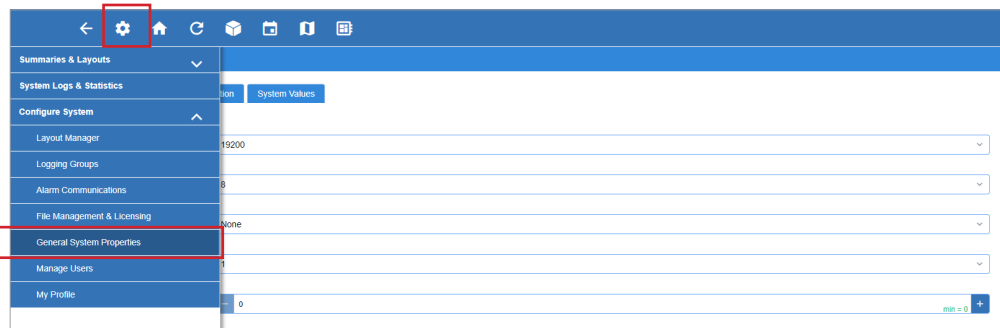 Summaries & Layouts
System Logs & Statistics
tion System Values
Configure System
Layout Manager
19200
Logging Groups
8
Alarm Communications
File Management & Licensing
None
General System Properties
1
Manage Users
My Profile
− 0 min = 0 +